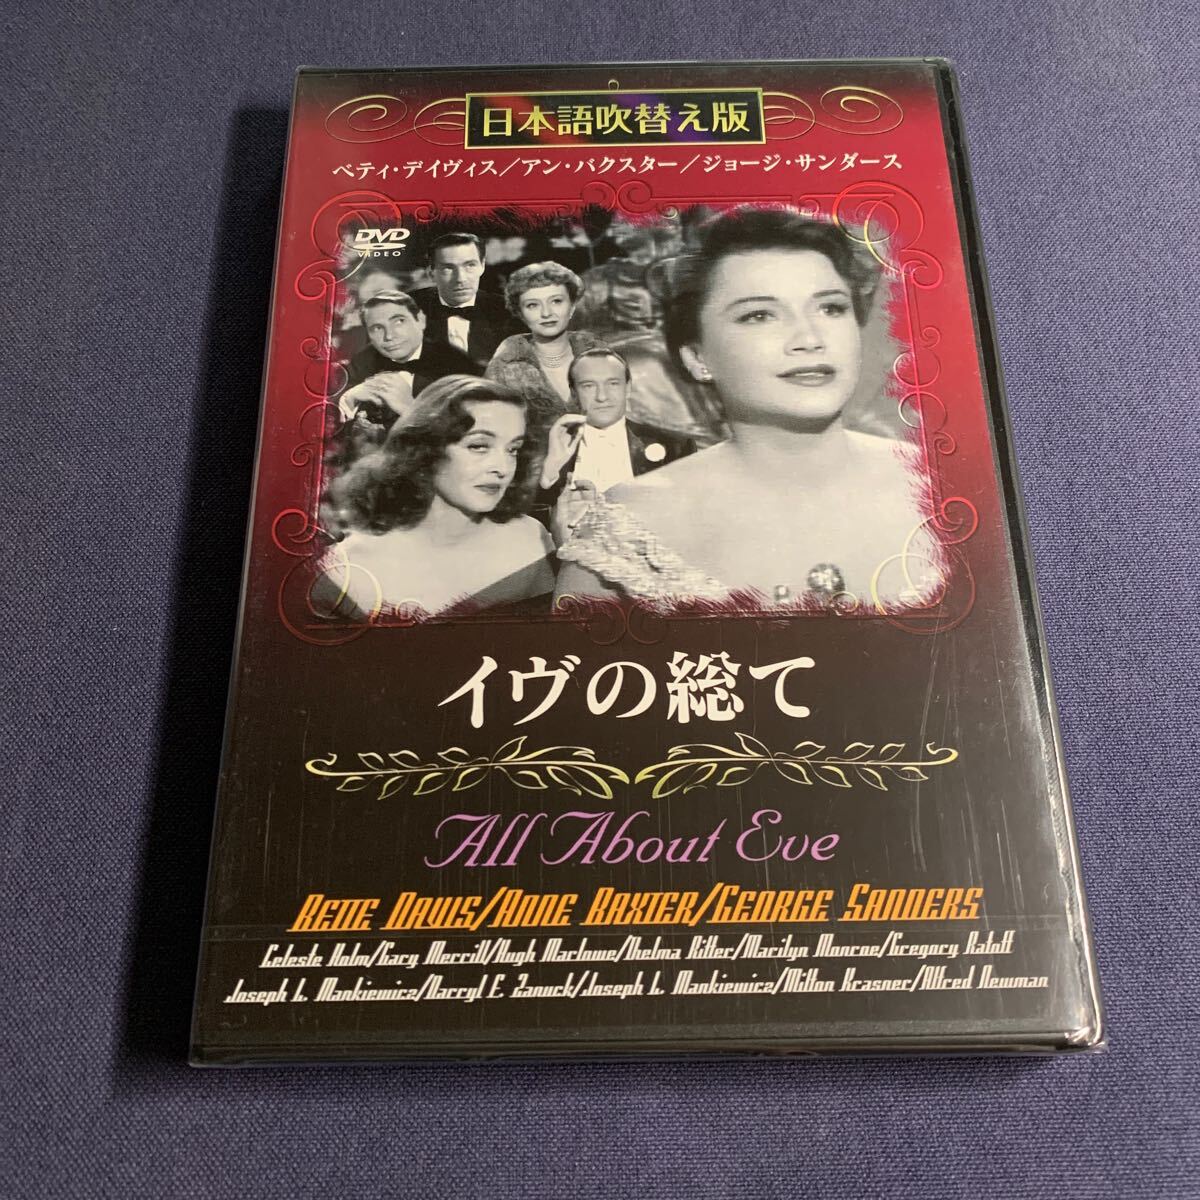 日本語吹替え版
ベティ・デイヴィス/アン・バクスター/ジョージ・サンダース
DVD
VIDEO
イヴの総て
All About Eve
BETTE DAVIS/ANNE BAXTER/GEORGE SANDERS
Celeste Holm/Gary Merrill/Hugh Marlowe/Thelma Ritter/Marilyn Monroe/Gregory Ratoff
Joseph L. Mankiewicz/Darryl F. Zanuck/Joseph L. Mankiewicz/Milton Krasner/Alfred Newman